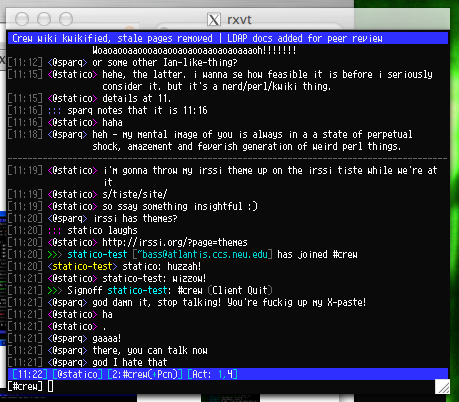 rxvt
Crew wiki kwikified, stale pages removed | LDAP docs added for peer review
Woaoaooaaoooaoaooaoaooaaoaoaoaaaoh!!!!!!!
[11:12] <@sparq> or some other Ian-like-thing?
[11:15] <@statico> hehe, the latter. i wanna se how feasible it is before i seriously
consider it. but it's a nerd/perl/kwiki thing.
[11:15] <@statico> details at 11.
[11:16] ::: sparq notes that it is 11:16
[11:16] <@statico> haha
[11:18] <@sparq> heh - my mental image of you is always in a a state of perpetual
shock, amazement and feverish generation of weird perl things.
[11:19] <@statico> i'm gonna throw my irssi theme up on the irssi tiste while we're at
it
[11:19] <@statico> s/tiste/site/
[11:19] <@statico> so ssay something insightful :)
[11:20] <@sparq> irssi has themes?
[11:20] ::: statico laughs
[11:20] <@statico> http://irssi.org/?page=themes
[11:20] >>> statico-test [~bass@atlantis.ccs.neu.edu] has joined #crew
[11:20] <statico-test> statico: huzzah!
[11:21] <@statico> statico-test: wizzow!
[11:21] >>> Signoff statico-test: #crew (Client Quit)
[11:21] <@sparq> god damn it, stop talking! You're fuckig up my X-paste!
[11:21] <@statico> ha
[11:21] <@statico> .
[11:21] <@sparq> gaaaa!
[11:21] <@sparq> there, you can talk now
[11:21] <@sparq> god I hate that
[11:22] [@statico] [2:#crew(+Pcn)] [Act: 1,4]
[#crew]